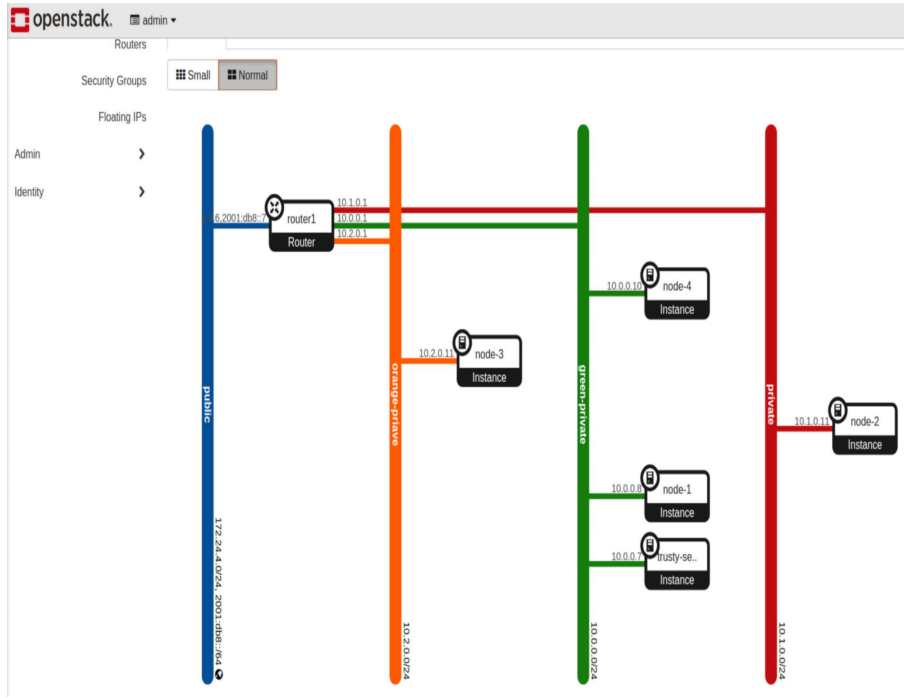 openstack. admin
Routers
Security Groups
Floating IPs
Admin
Identity
Small Normal
10.1.0.1
6,2001:db8::7
router1
10.0.0.1
Router
10.2.0.1
node-4
10.0.0.10
Instance
node-3
10.2.0.11
Instance
public
orange-priave
green-private
private
node-2
10.1.0.11
Instance
node-1
10.0.0.8
Instance
trusty-se..
10.0.0.7
Instance
172.24.4.0/24, 2001:db8::/64
10.2.0.0/24
10.0.0.0/24
10.1.0.0/24